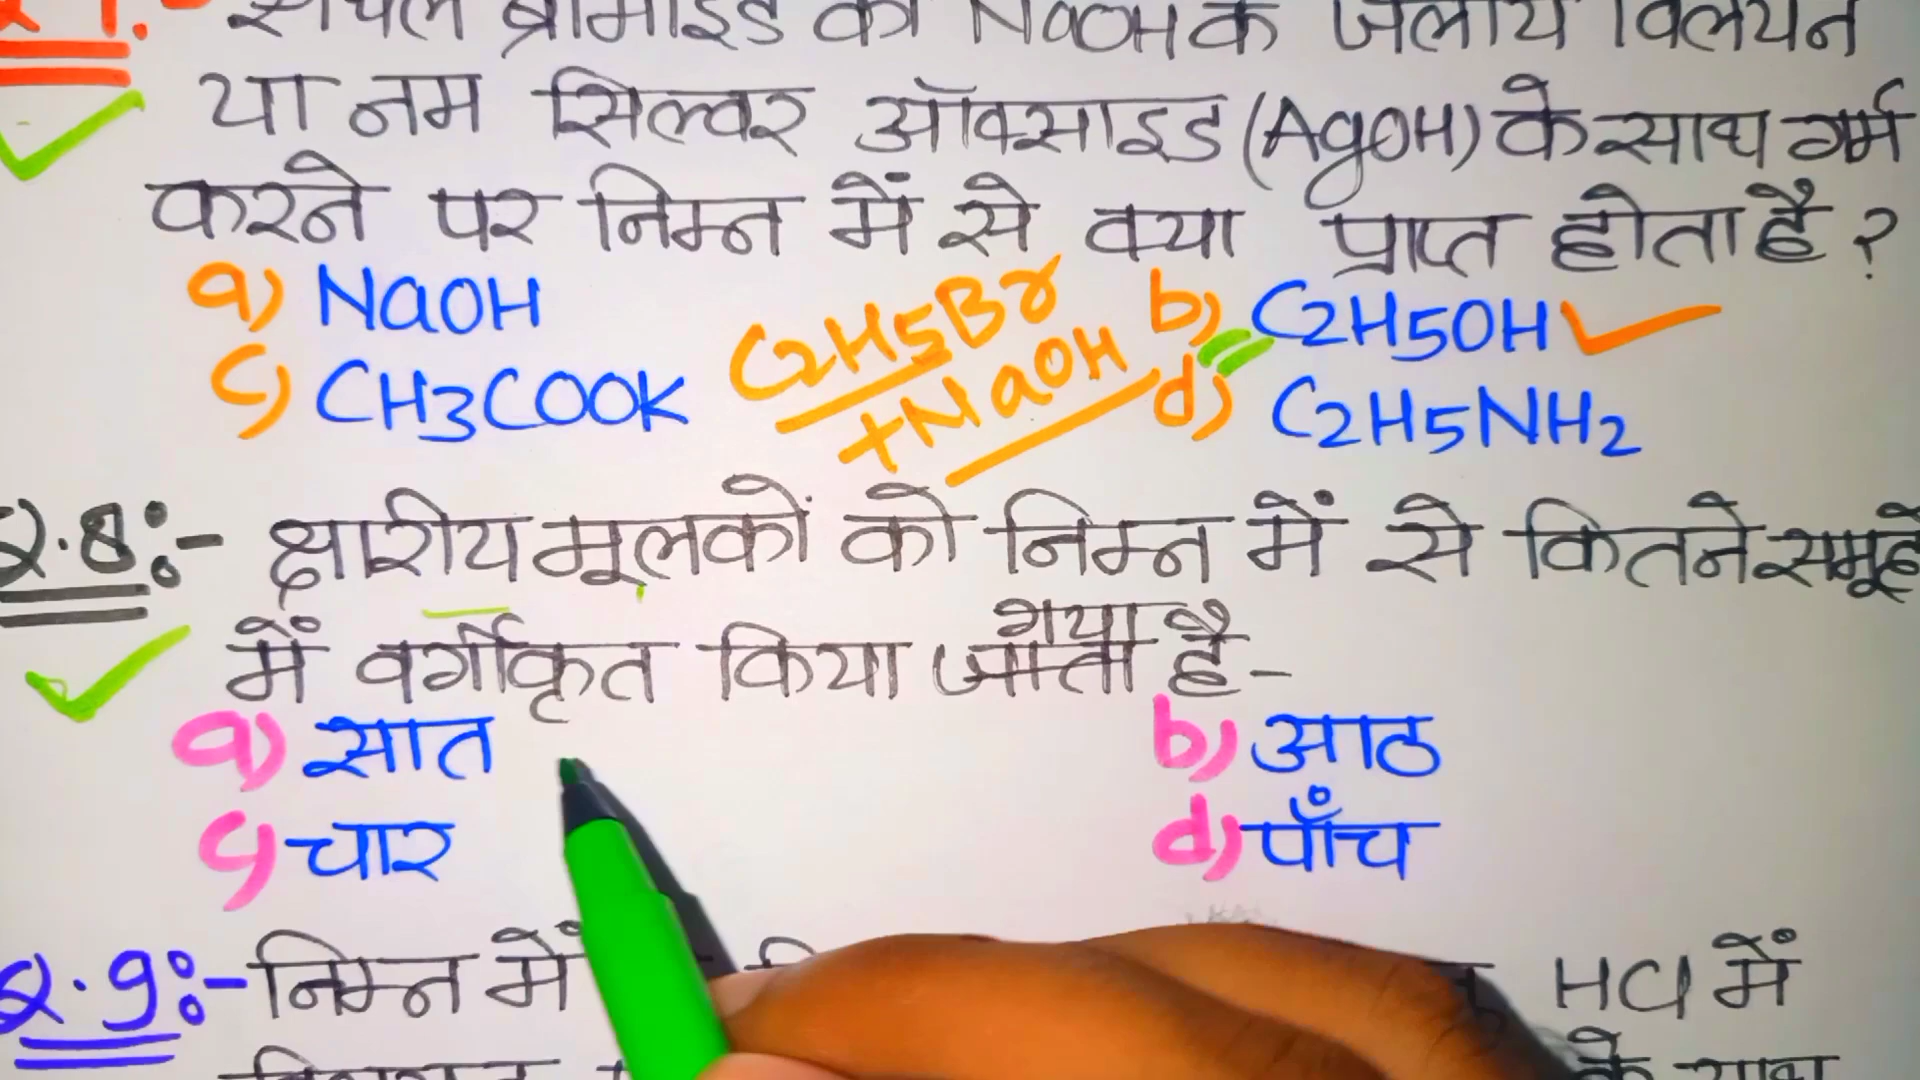 ब्रोमाइड को NaOH के जलीय विलयन
या नम सिल्वर ऑक्साइड (AgOH) के साथ गर्म
करने पर निम्न में से क्या प्राप्त होता है ?
a) NaOH
b) C2H5OH
c) CH3COOK
d) C2H5NH2
C2H5Br
+NaOH
Q.8:- क्षारीय मूलकों को निम्न में से कितने समूहों
में वर्गीकृत किया गया है-
a) सात
b) आठ
c) चार
d) पाँच
Q.9:- निम्न में HCl में
के साथ